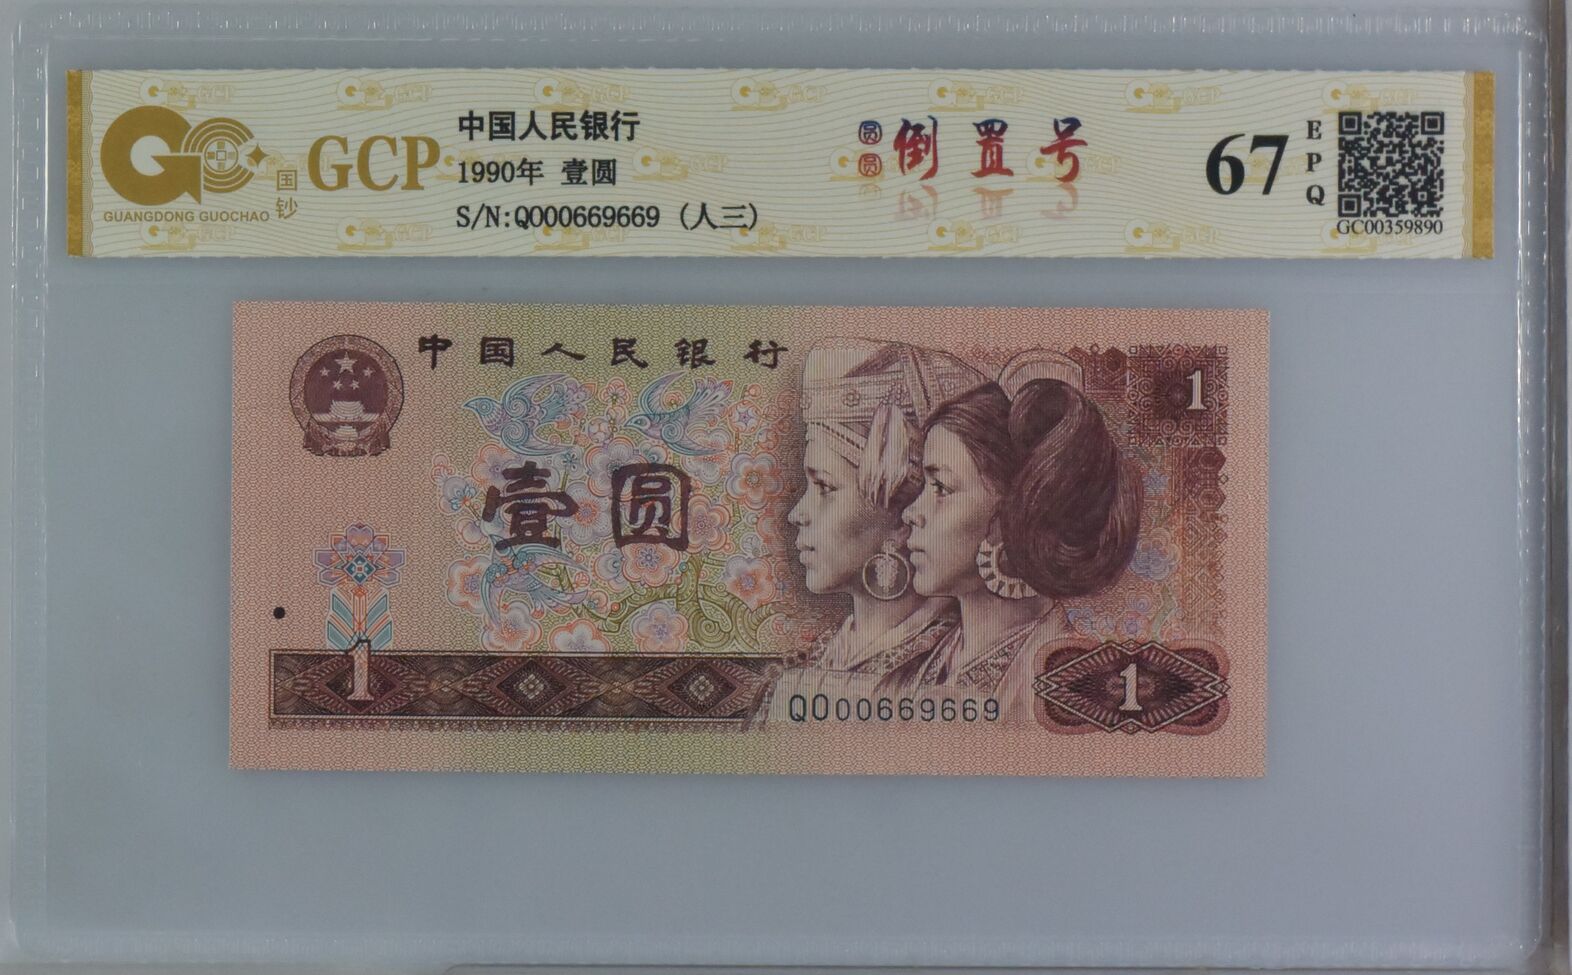 GUANGDONG GUOCHAO
国钞
GCP
中国人民银行
1990年 壹圆
S/N:QO00669669 (人三)
圆圆
倒置号
67
EPQ
GC00359890
中国人民银行
1
壹圆
1
QO00669669
1